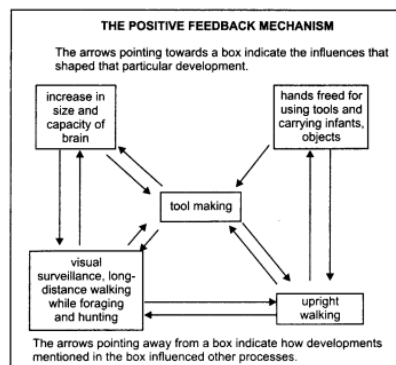 THE POSITIVE FEEDBACK MECHANISM
The arrows pointing towards a box indicate the influences that
shaped that particular development.
increase in
size and
capacity of
brain
hands freed for
using tools and
carrying infants,
objects
tool making
visual
surveillance, long-
distance walking
while foraging
and hunting
upright
walking
The arrows pointing away from a box indicate how developments
mentioned in the box influenced other processes.